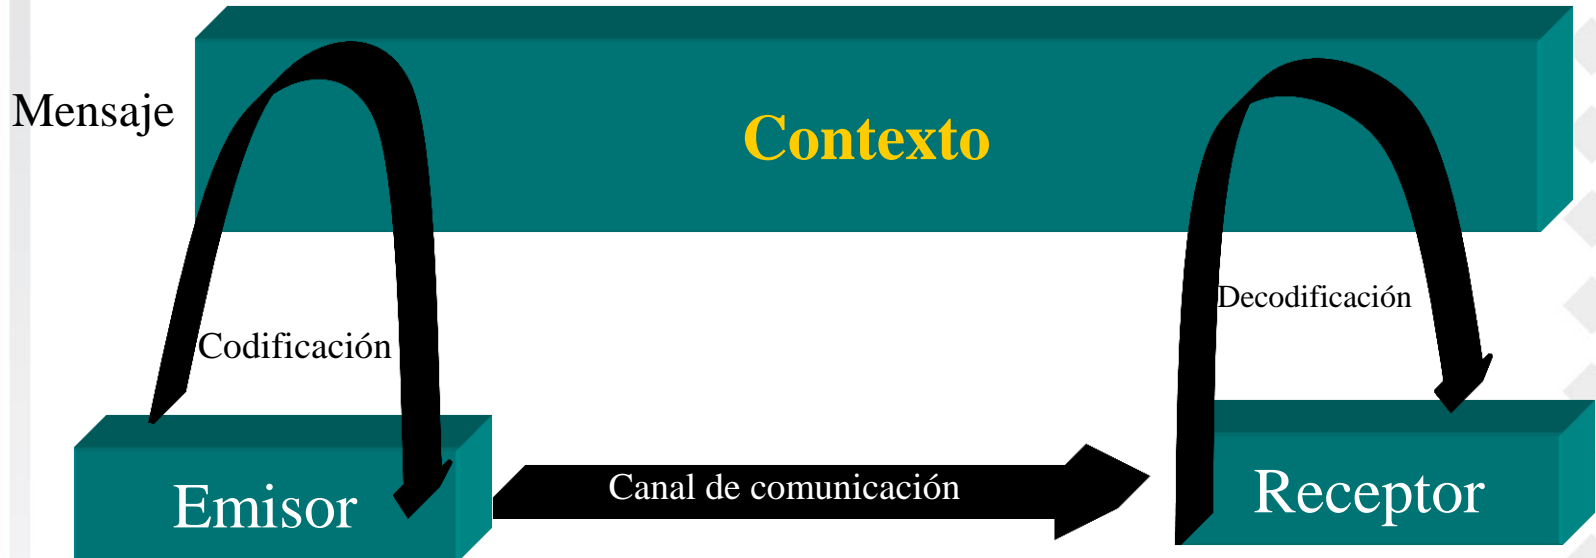 Mensaje
Contexto
Decodificación
Codificación
Canal de comunicación
Emisor
Receptor